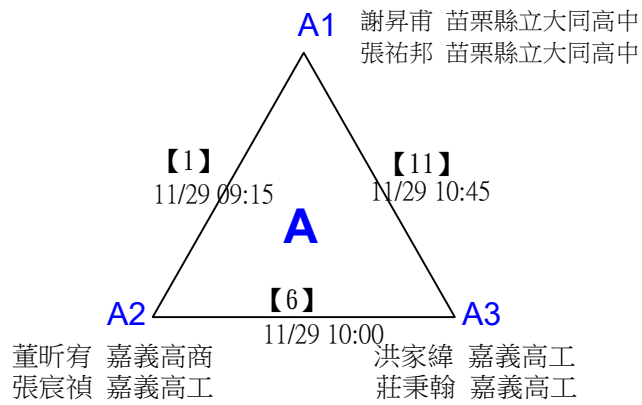 A1
謝昇甫 苗栗縣立大同高中
張祐邦 苗栗縣立大同高中
【1】
11/29 09:15
【11】
11/29 10:45
A
【6】
11/29 10:00
A2
A3
董昕宥 嘉義高商
張宸禎 嘉義高工
洪家緯 嘉義高工
莊秉翰 嘉義高工